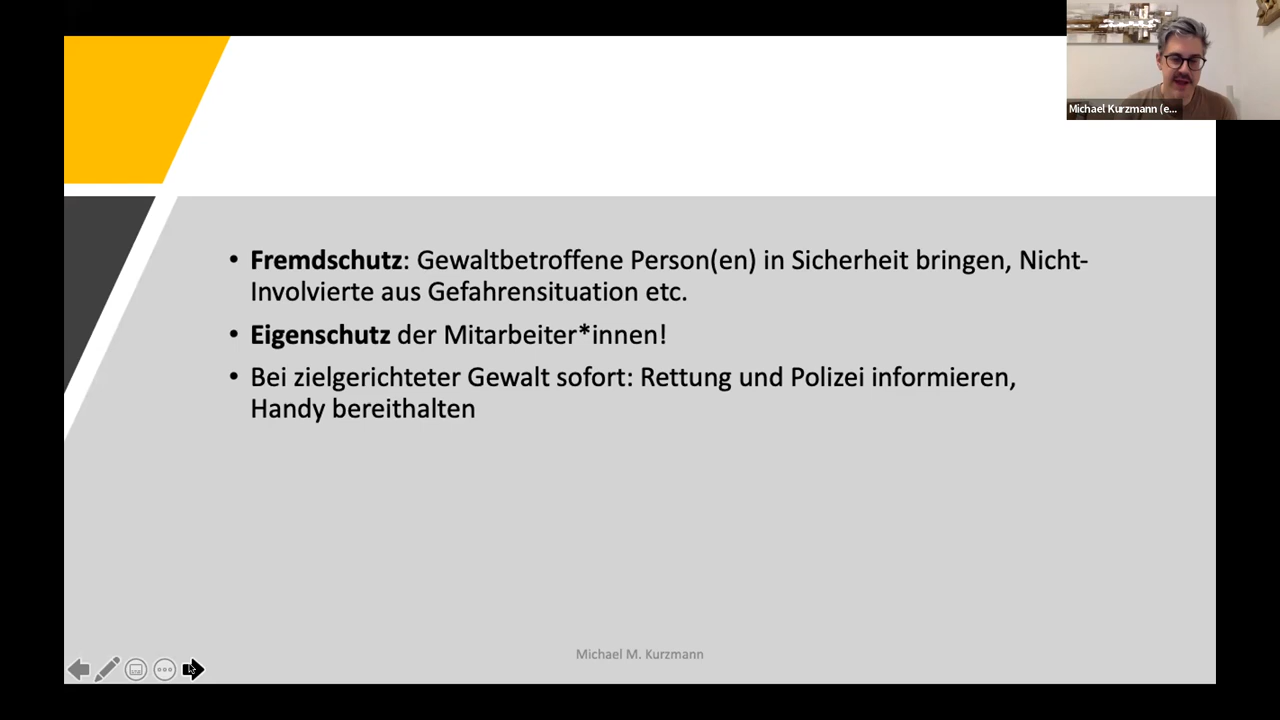 Michael Kurzmann (e...
• Fremdschutz: Gewaltbetroffene Person(en) in Sicherheit bringen, Nicht-
Involvierte aus Gefahrensituation etc.
• Eigenschutz der Mitarbeiter*innen!
• Bei zielgerichteter Gewalt sofort: Rettung und Polizei informieren,
Handy bereithalten
Michael M. Kurzmann